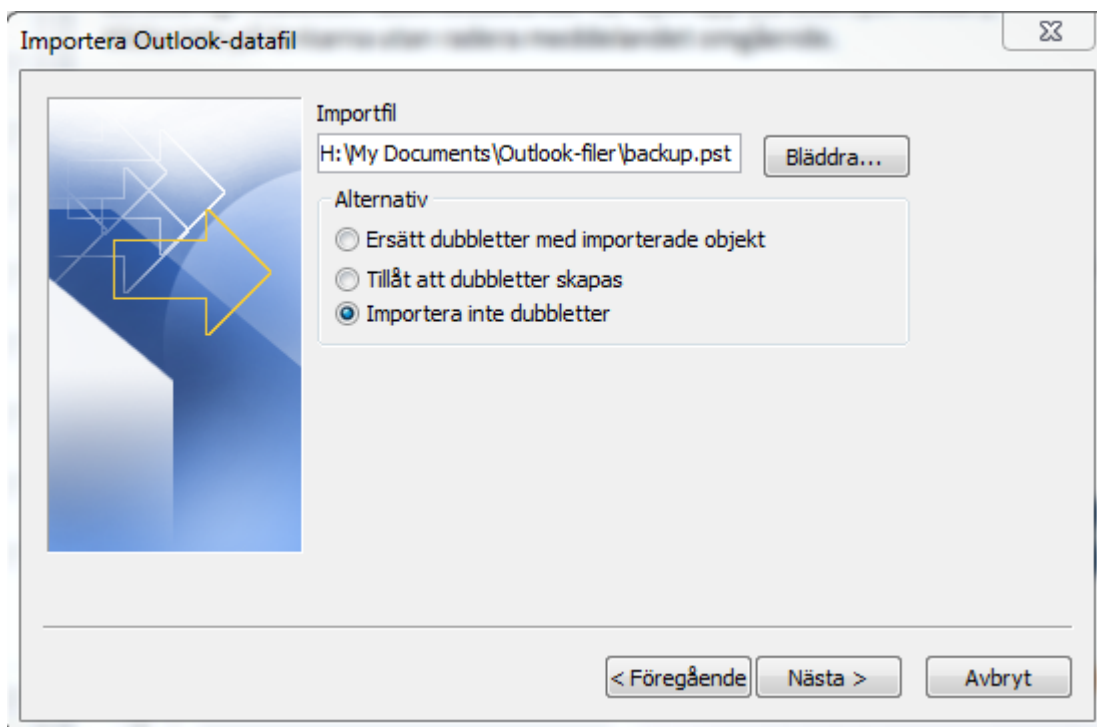 Importera Outlook-datafil
Importfil
H:\My Documents\Outlook-filer\backup.pst
Bläddra...
Alternativ
Ersätt dubbletter med importerade objekt
Tillåt att dubbletter skapas
Importera inte dubbletter
< Föregående
Nästa >
Avbryt